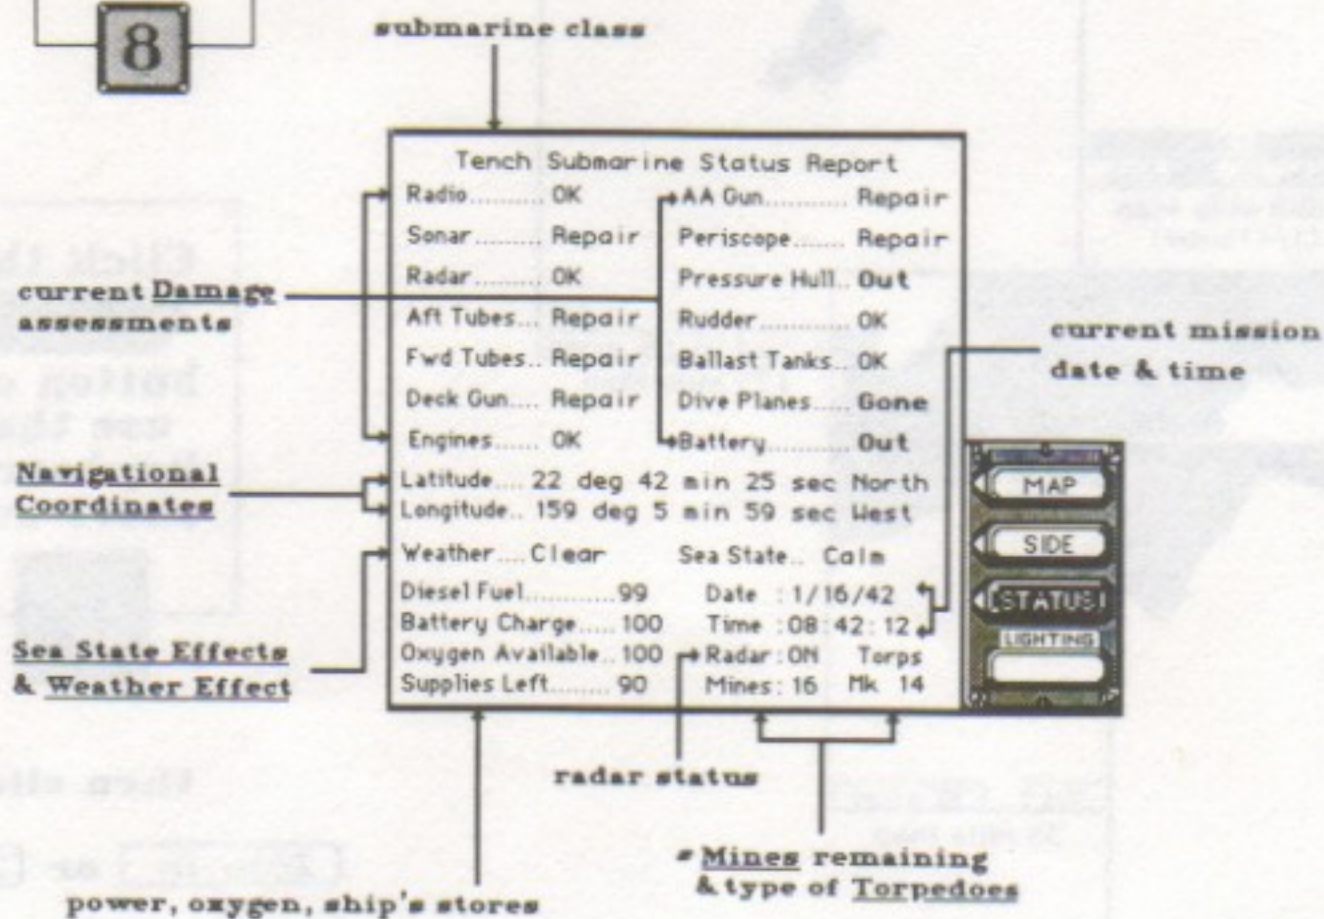 8
submarine class
Tench Submarine Status Report
Radio......... OK
AA Gun........... Repair
Sonar........ Repair
Periscope....... Repair
Radar......... OK
Pressure Hull.. Out
Aft Tubes... Repair
Rudder............ OK
Fwd Tubes.. Repair
Ballast Tanks.. OK
Deck Gun.... Repair
Dive Planes..... Gone
Engines...... OK
Battery........... Out
Latitude.... 22 deg 42 min 25 sec North
Longitude.. 159 deg 5 min 59 sec West
Weather.... Clear
Sea State.. Calm
Diesel Fuel............99
Date : 1/16/42
Battery Charge..... 100
Time : 08:42:12
Oxygen Available.. 100
Radar: ON Torps
Supplies Left........ 90
Mines: 16 Mk 14
current Damage
assessments
Navigational
Coordinates
Sea State Effects
& Weather Effect
current mission
date & time
MAP
SIDE
STATUS
LIGHTING
radar status
# Mines remaining
& type of Torpedoes
power, oxygen, ship's stores